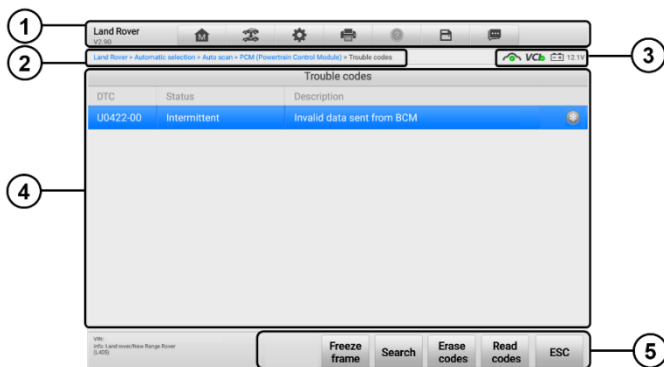 1
Land Rover
V2.90
2
Land Rover > Automatic selection > Auto scan > PCM (Powertrain Control Module) > Trouble codes
VCI
12.1V
3
Trouble codes
DTC Status Description
U0422-00 Intermittent Invalid data sent from BCM
4
VIN:
Info: Land rover/New Range Rover
(L405)
Freeze
frame
Search
Erase
codes
Read
codes
ESC
5